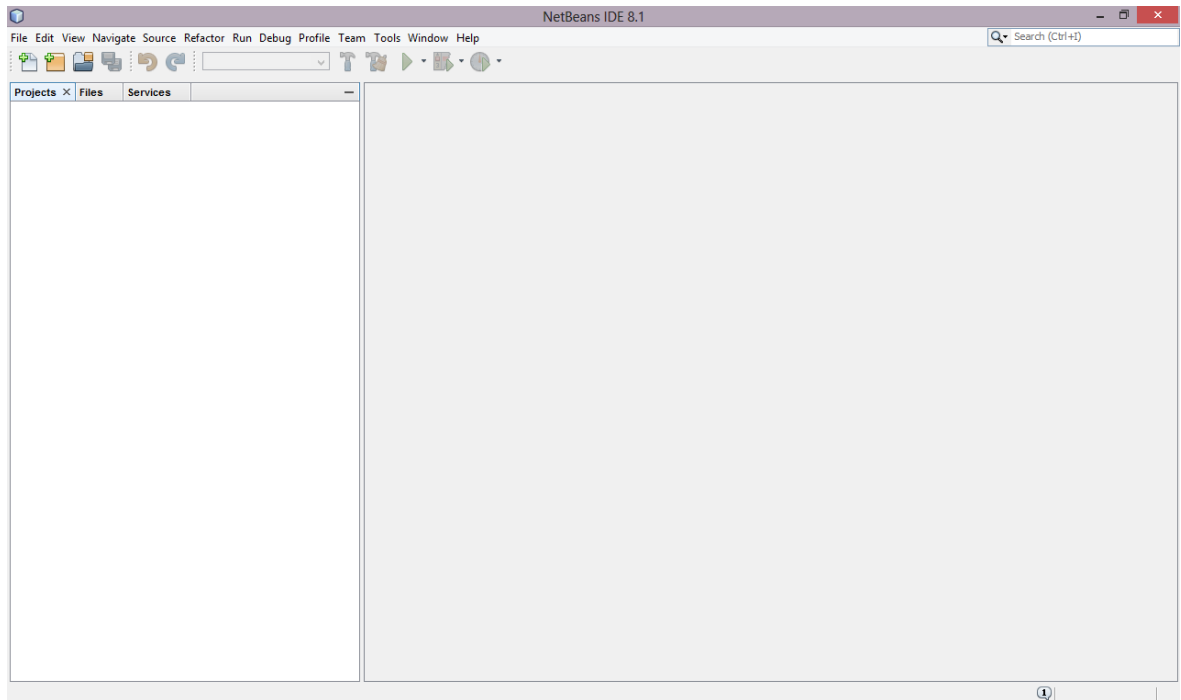 NetBeans IDE 8.1
File Edit View Navigate Source Refactor Run Debug Profile Team Tools Window Help
Search (Ctrl+I)
Projects Files Services
1